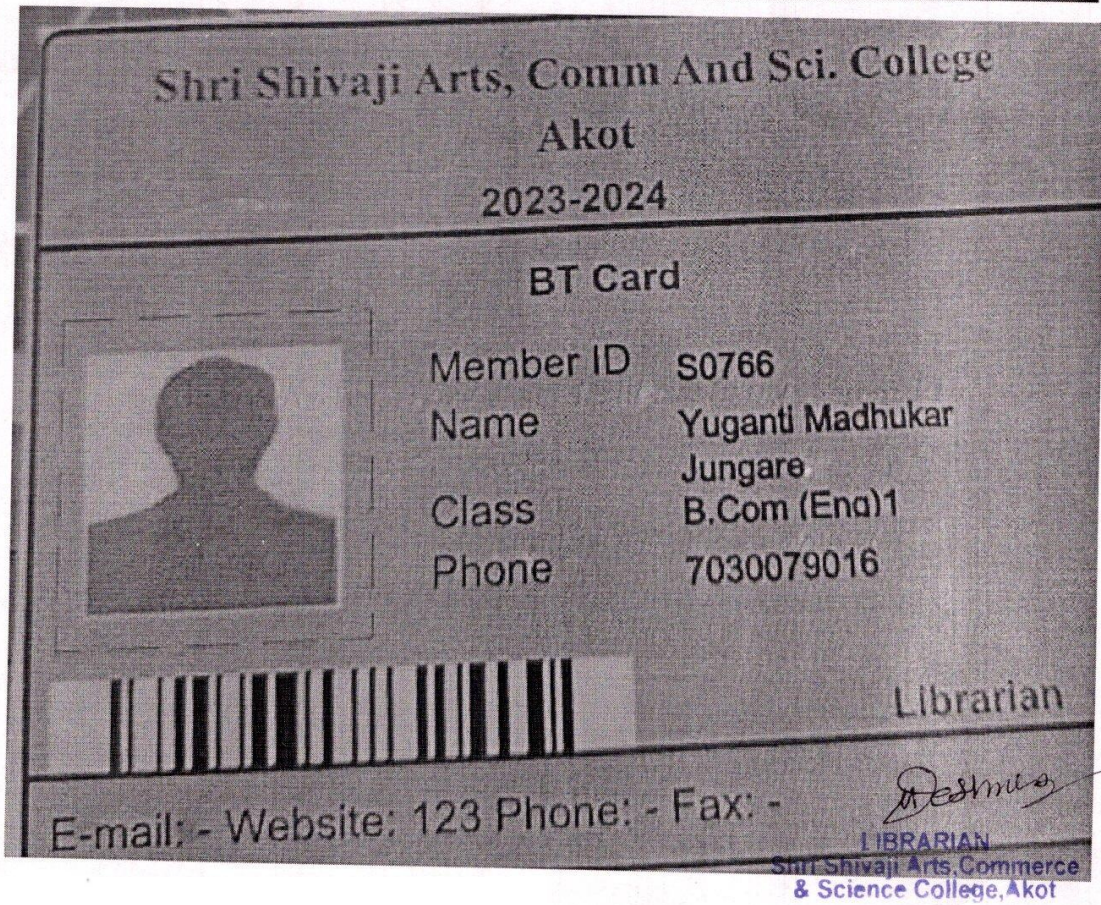 Shri Shivaji Arts, Comm And Sci. College
Akot
2023-2024
BT Card
Member ID S0766
Name Yuganti Madhukar
Jungare
Class B.Com (Eng)1
Phone 7030079016
Librarian
E-mail: - Website: 123 Phone: - Fax: -
LIBRARIAN
Shri Shivaji Arts,Commerce
& Science College,Akot